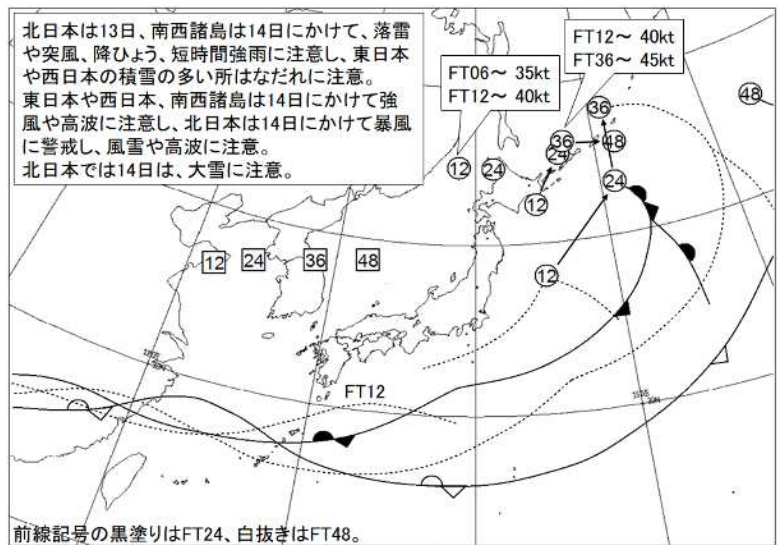 北日本は13日、南西諸島は14日にかけて、落雷
や突風、降ひょう、短時間強雨に注意し、東日本
や西日本の積雪の多い所はなだれに注意。
東日本や西日本、南西諸島は14日にかけて強
風や高波に注意し、北日本は14日にかけて暴風
に警戒し、風雪や高波に注意。
北日本では14日は、大雪に注意。
FT06～ 35kt
FT12～ 40kt
FT12～ 40kt
FT36～ 45kt
48
36
36
48
24
12
24
24
12
12
12
24
36
48
FT12
前線記号の黒塗りはFT24、白抜きはFT48。